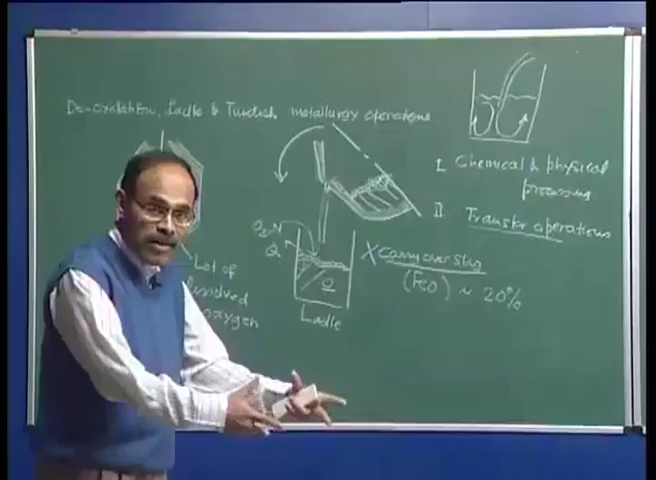 De-oxidation, Ladle & Tundish metallurgy operations
I. Chemical & physical
processing
II Transfer operations
O₂, N
Q
X Carry over slag
(FeO) ~ 20%
Lot of
dissolved
oxygen
O
Ladle